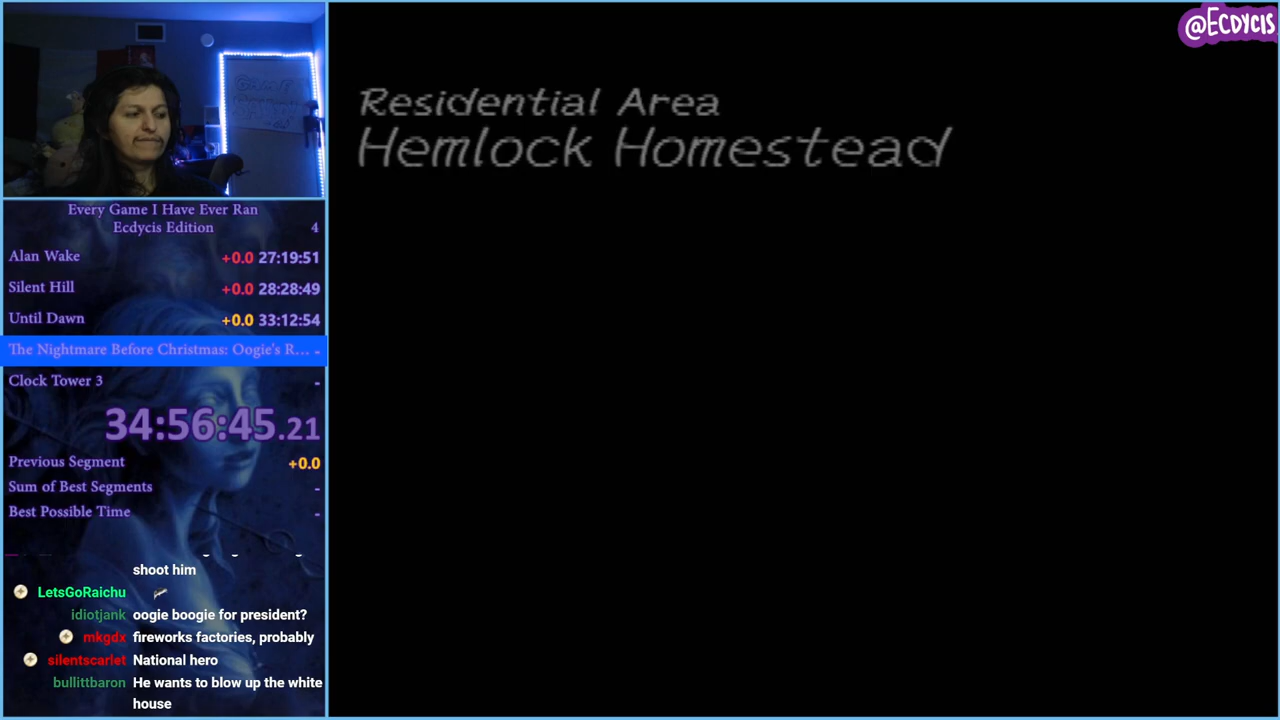 @ECDYCIS
Residential Area
Hemlock Homestead
Every Game I Have Ever Ran
Ecdycis Edition 4
Alan Wake +0.0 27:19:51
Silent Hill +0.0 28:28:49
Until Dawn +0.0 33:12:54
The Nightmare Before Christmas: Oogie's R... -
Clock Tower 3 -
34:56:45.21
Previous Segment +0.0
Sum of Best Segments -
Best Possible Time -
shoot him
LetsGoRaichu
idiotjank oogie boogie for president?
mkgdx fireworks factories, probably
silentscarlet National hero
bullittbaron He wants to blow up the white
house